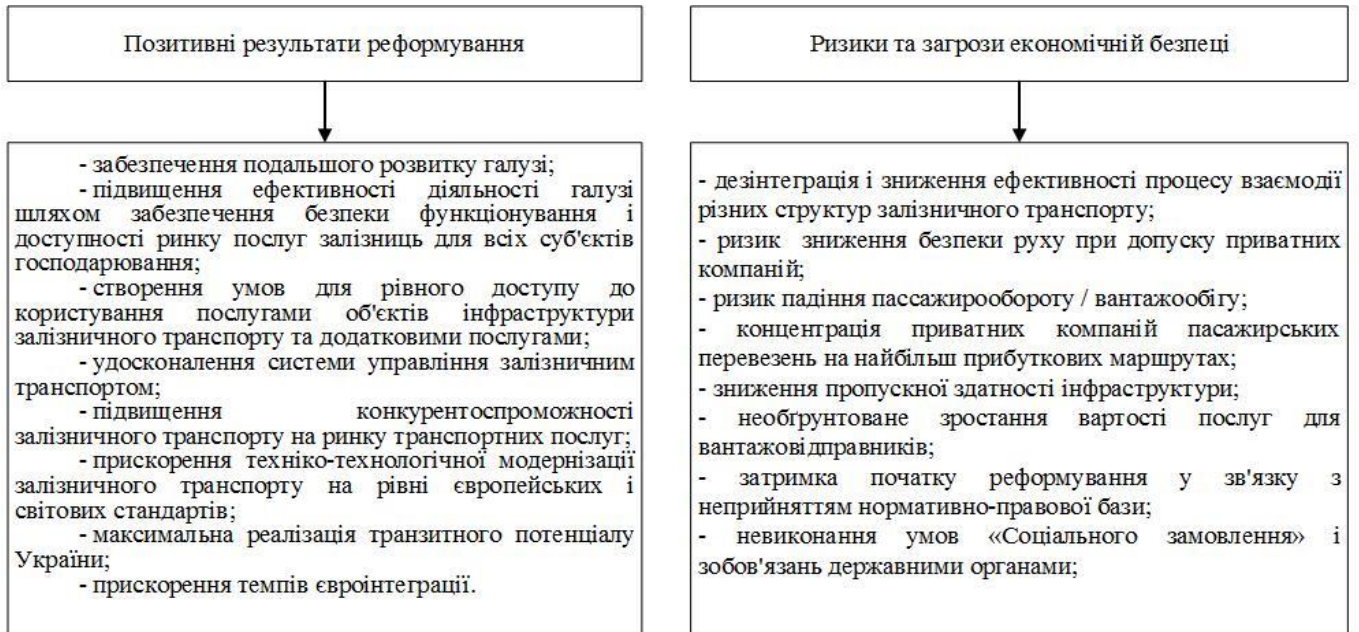 Позитивні результати реформування
- забезпечення подальшого розвитку галузі;
- підвищення ефективності діяльності галузі
шляхом забезпечення безпеки функціонування і
доступності ринку послуг залізниць для всіх суб'єктів
господарювання;
- створення умов для рівного доступу до
користування послугами об'єктів інфраструктури
залізничного транспорту та додатковими послугами;
- удосконалення системи управління залізничним
транспортом;
- підвищення конкурентоспроможності
залізничного транспорту на ринку транспортних послуг;
- прискорення техніко-технологічної модернізації
залізничного транспорту на рівні європейських і
світових стандартів;
- максимальна реалізація транзитного потенціалу
України;
- прискорення темпів євроінтеграції.
Ризики та загрози економічній безпеці
- дезінтеграція і зниження ефективності процесу взаємодії
різних структур залізничного транспорту;
- ризик зниження безпеки руху при допуску приватних
компаній;
- ризик падіння пассажирообороту / вантажообігу;
- концентрація приватних компаній пасажирських
перевезень на найбільш прибуткових маршрутах;
- зниження пропускної здатності інфраструктури;
- необґрунтоване зростання вартості послуг для
вантажовідправників;
- затримка початку реформування у зв'язку з
неприйняттям нормативно-правової бази;
- невиконання умов «Соціального замовлення» і
зобов'язань державними органами;